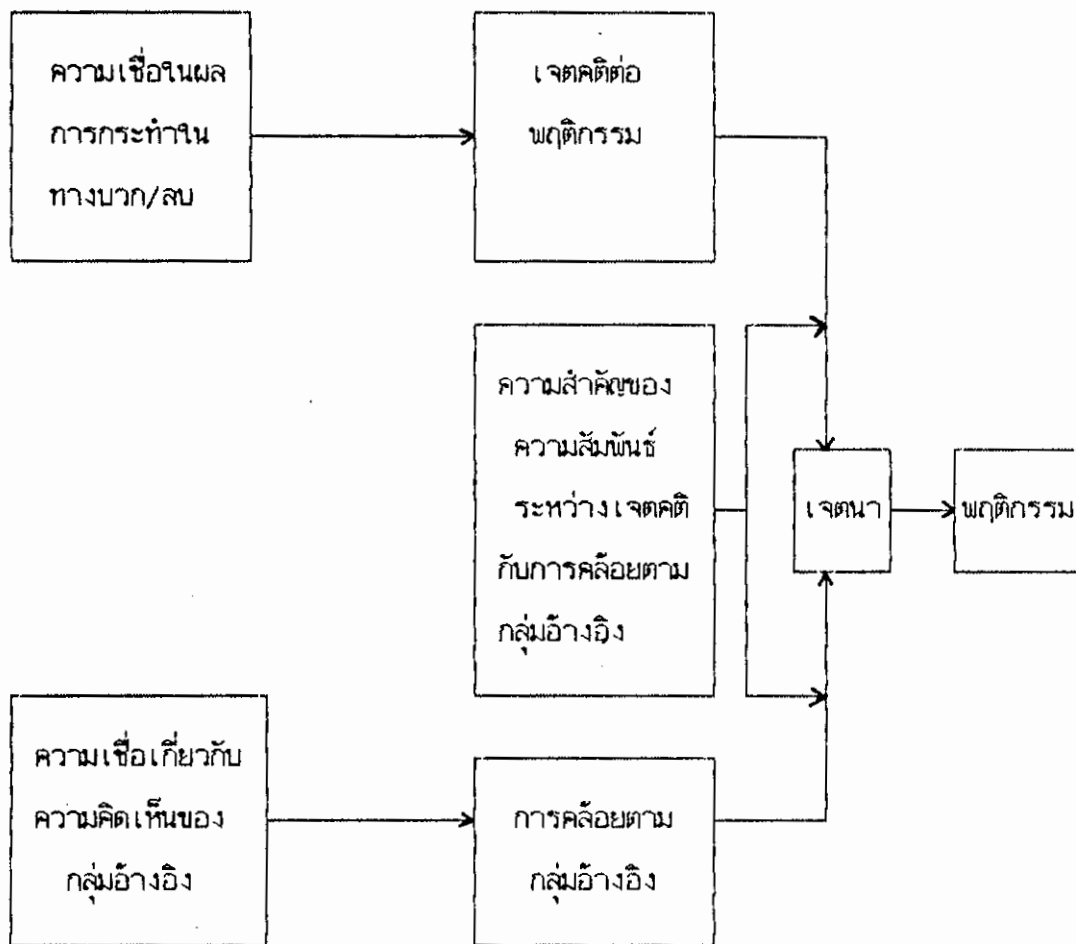 ความเชื่อในผล
การกระทำใน
ทางบวก/ลบ
เจตคติต่อ
พฤติกรรม
ความสำคัญของ
ความสัมพันธ์
ระหว่างเจตคติ
กับการคล้อยตาม
กลุ่มอ้างอิง
เจตนา
พฤติกรรม
ความเชื่อเกี่ยวกับ
ความคิดเห็นของ
กลุ่มอ้างอิง
การคล้อยตาม
กลุ่มอ้างอิง